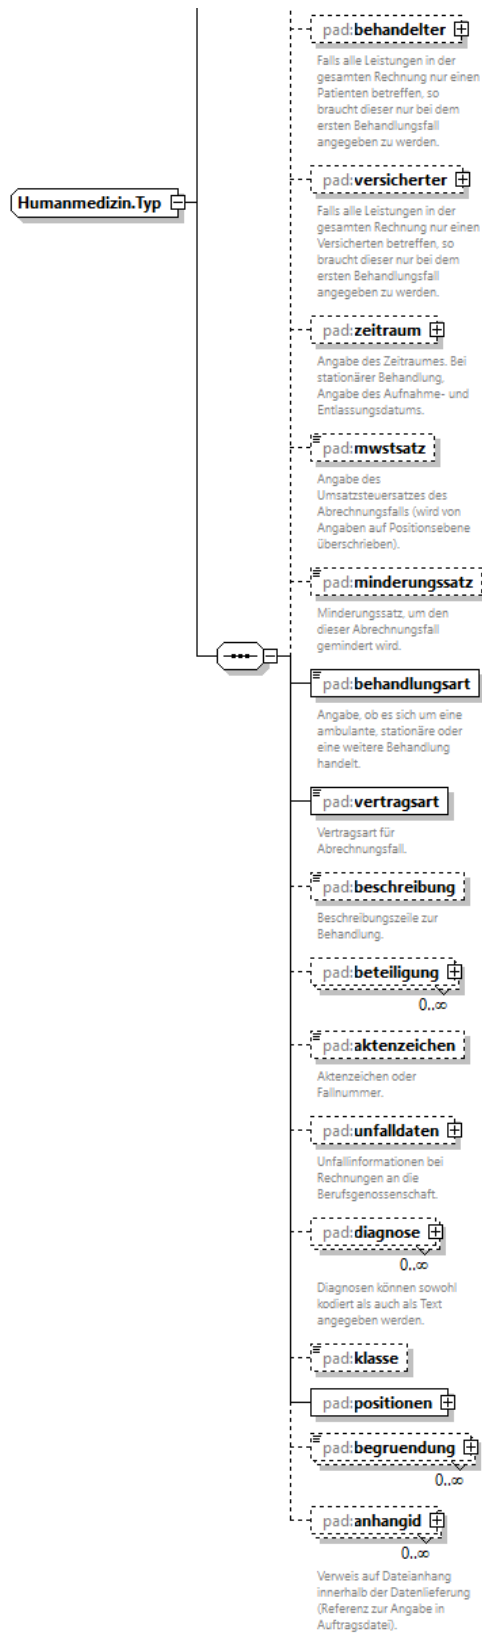 pad:behandelter
Falls alle Leistungen in der
gesamten Rechnung nur einen
Patienten betreffen, so
braucht dieser nur bei dem
ersten Behandlungsfall
angegeben zu werden.
Humanmedizin.Typ
pad:versicherter
Falls alle Leistungen in der
gesamten Rechnung nur einen
Versicherten betreffen, so
braucht dieser nur bei dem
ersten Behandlungsfall
angegeben zu werden.
pad:zeitraum
Angabe des Zeitraumes. Bei
stationärer Behandlung,
Angabe des Aufnahme- und
Entlassungsdatums.
pad:mwstsatz
Angabe des
Umsatzsteuersatzes des
Abrechnungsfalls (wird von
Angaben auf Positionsebene
überschrieben).
pad:minderungssatz
Minderungssatz, um den
dieser Abrechnungsfall
gemindert wird.
pad:behandlungsart
Angabe, ob es sich um eine
ambulante, stationäre oder
eine weitere Behandlung
handelt.
pad:vertragsart
Vertragsart für
Abrechnungsfall.
pad:beschreibung
Beschreibungszeile zur
Behandlung.
pad:beteiligung
0..∞
pad:aktenzeichen
Aktenzeichen oder
Fallnummer.
pad:unfalldaten
Unfallinformationen bei
Rechnungen an die
Berufsgenossenschaft.
pad:diagnose
0..∞
Diagnosen können sowohl
kodiert als auch als Text
angegeben werden.
pad:klasse
pad:positionen
pad:begruendung
0..∞
pad:anhangid
0..∞
Verweis auf Dateianhang
innerhalb der Datenlieferung
(Referenz zur Angabe in
Auftragsdatei).